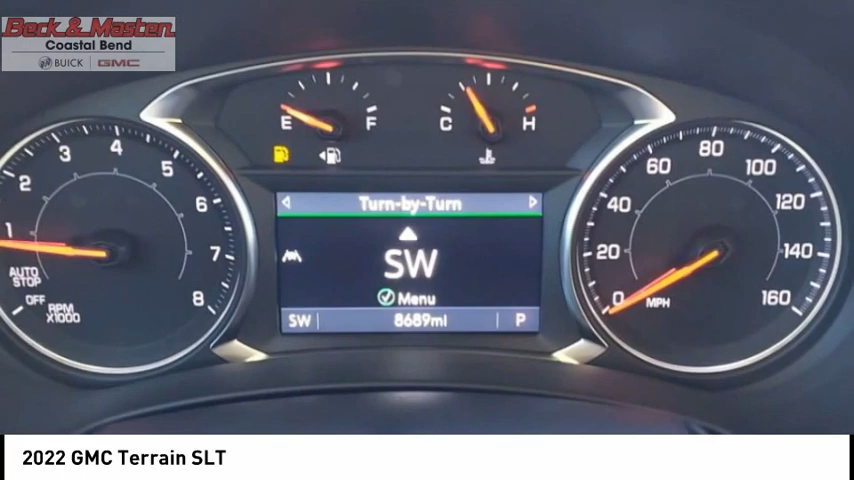 Beck & Masten
Coastal Bend
BUICK | GMC
E F
C H
1 2 3 4 5 6 7 8
AUTO
STOP
OFF
RPM
X1000
Turn-by-Turn
SW
Menu
SW 8689mi P
0 20 40 60 80 100 120 140 160
MPH
2022 GMC Terrain SLT